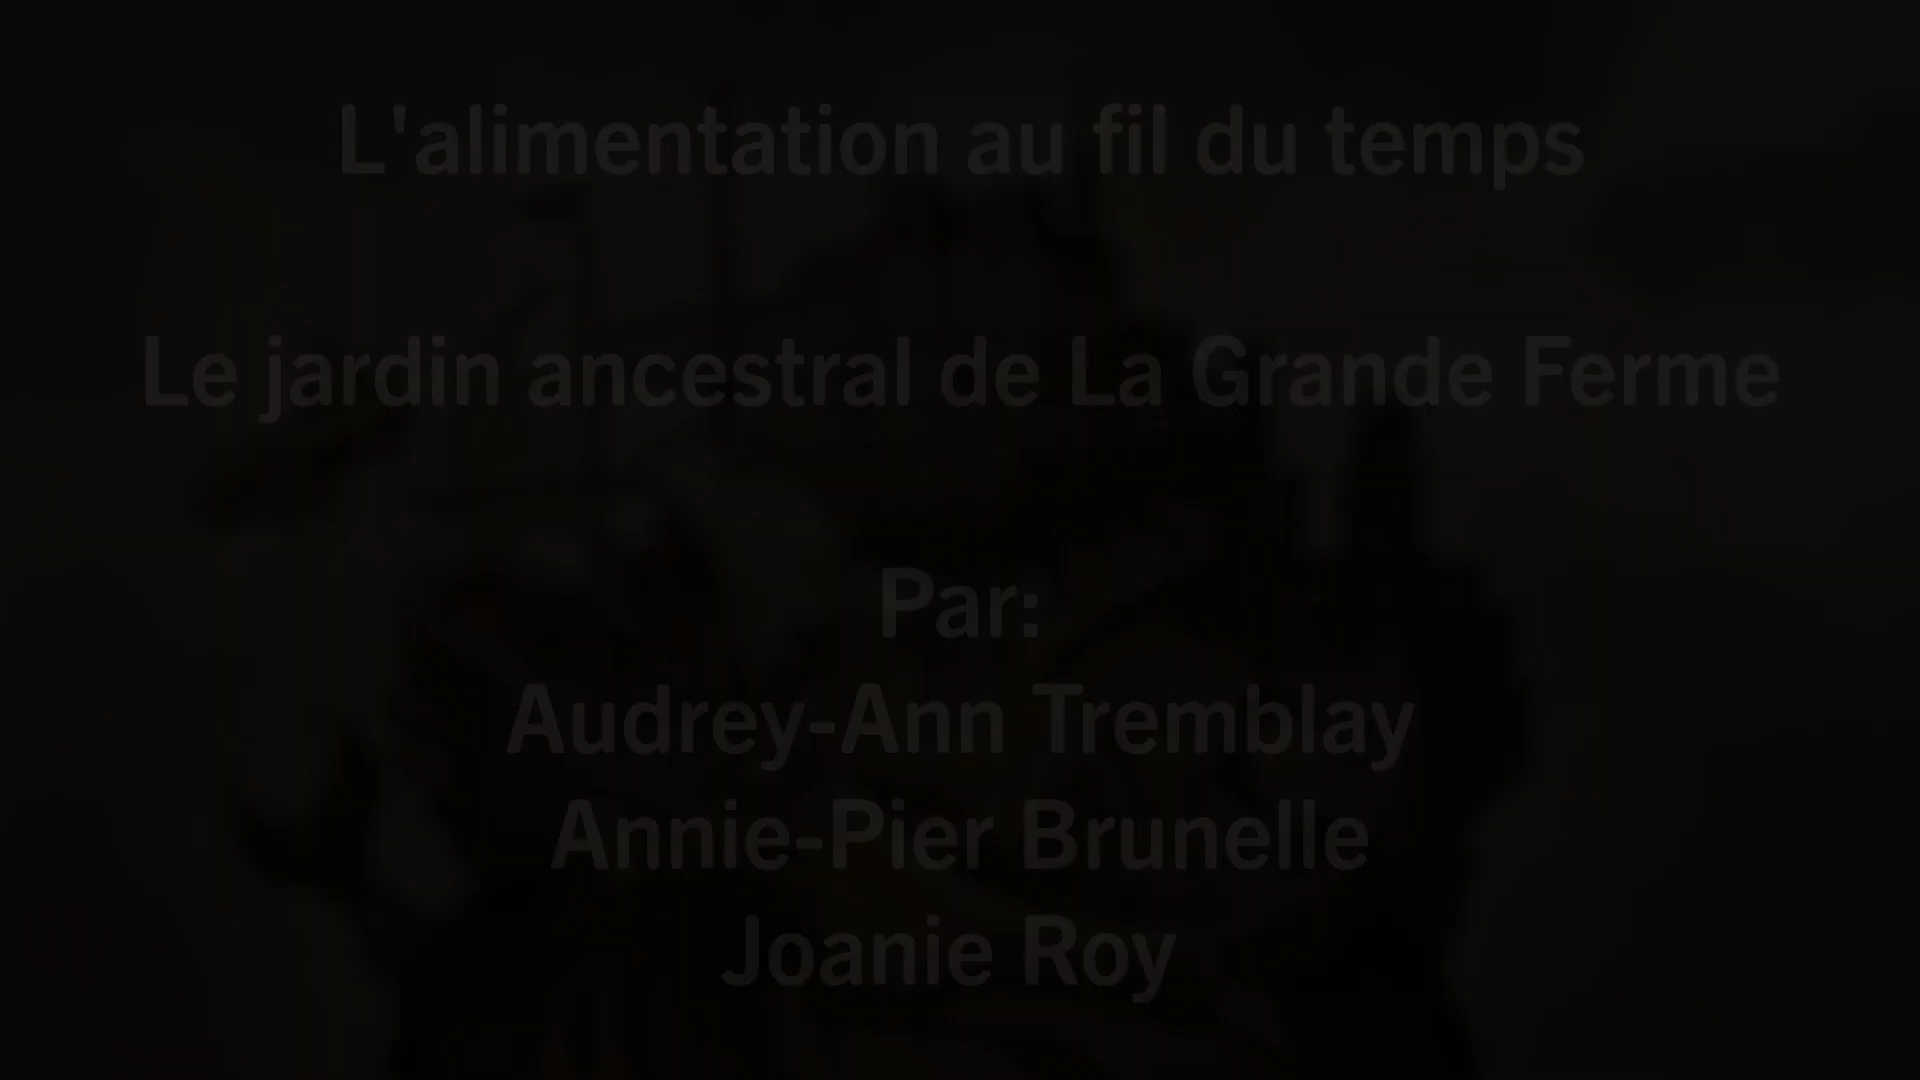 L'alimentation au fil du temps
Le jardin ancestral de La Grande Ferme
Par:
Audrey-Ann Tremblay
Annie-Pier Brunelle
Joanie Roy